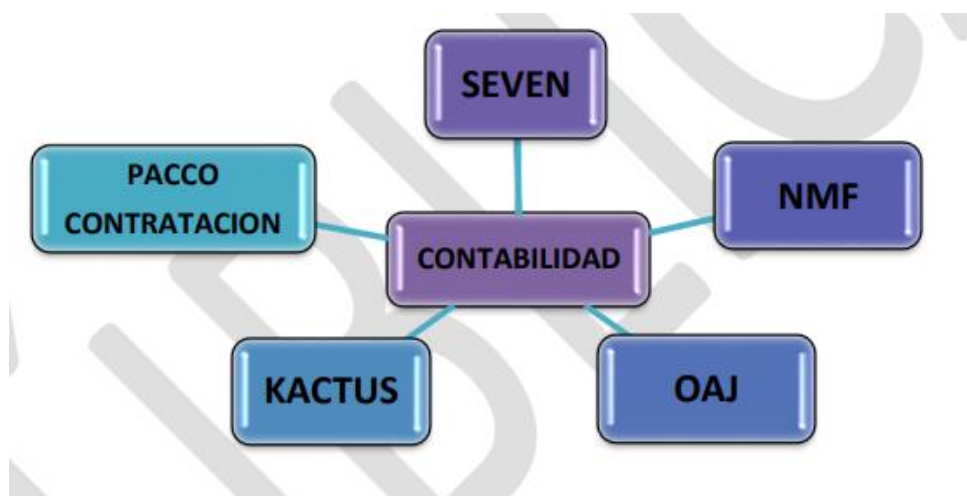 SEVEN
PACCO
CONTRATACION
NMF
CONTABILIDAD
KACTUS
OAJ